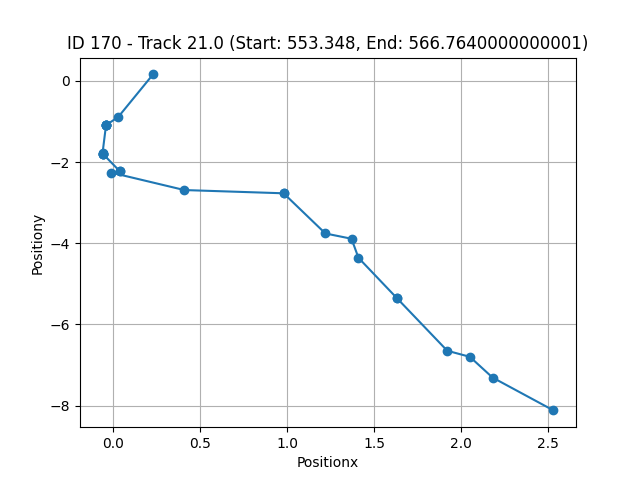 ID 170 - Track 21.0 (Start: 553.348, End: 566.7640000000001)
0
−2
−4
−6
−8
Positiony
0.0 0.5 1.0 1.5 2.0 2.5
Positionx